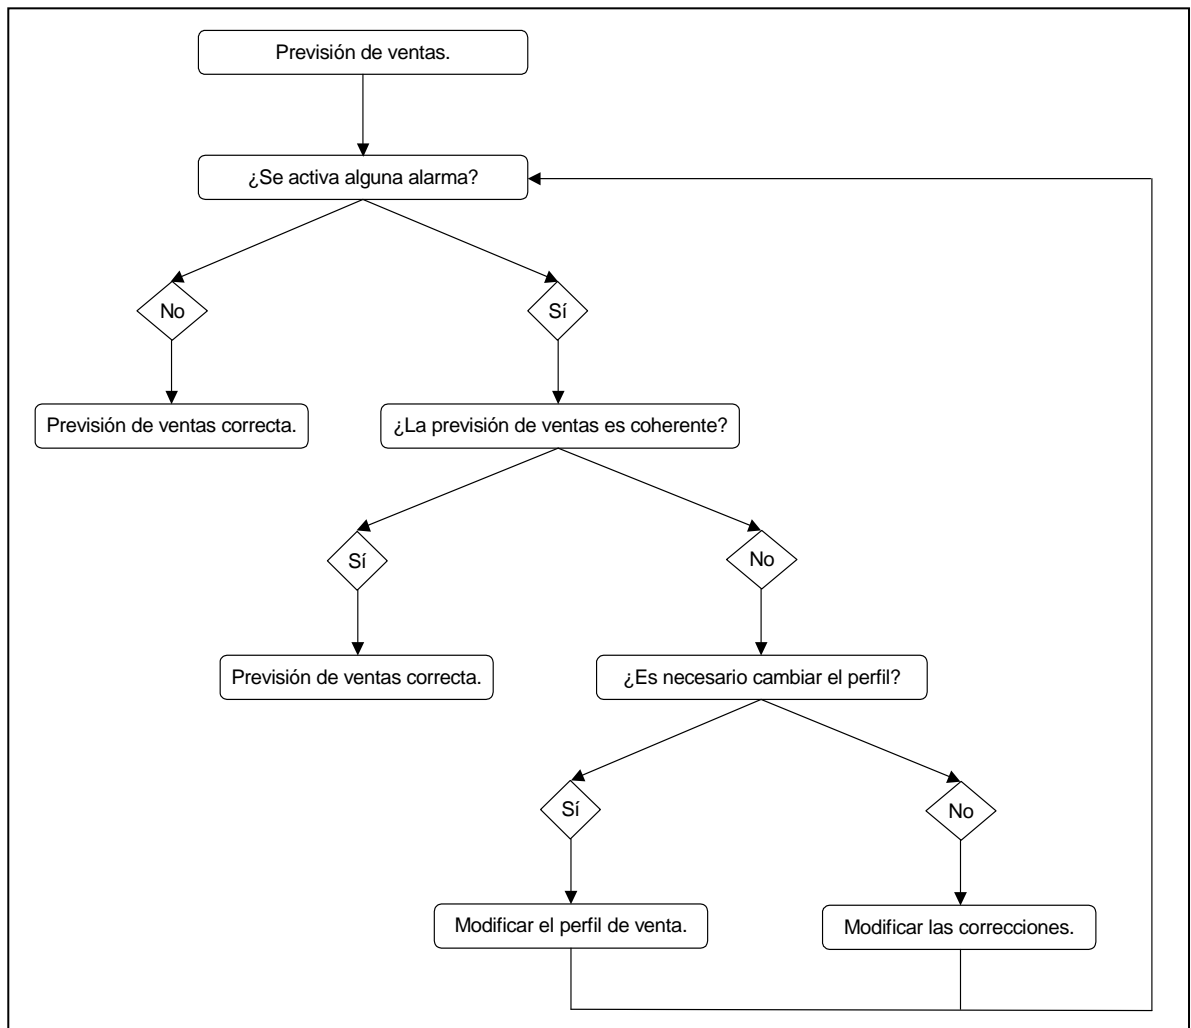 Previsión de ventas.
¿Se activa alguna alarma?
No
Sí
Previsión de ventas correcta.
¿La previsión de ventas es coherente?
Sí
No
Previsión de ventas correcta.
¿Es necesario cambiar el perfil?
Sí
No
Modificar el perfil de venta.
Modificar las correcciones.